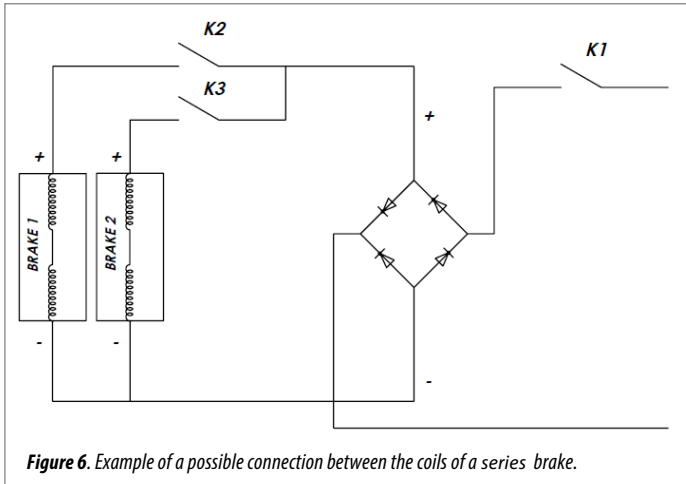 K2
K1
K3
+
+ +
BRAKE 1
BRAKE 2
- -
-
Figure 6. Example of a possible connection between the coils of a series brake.